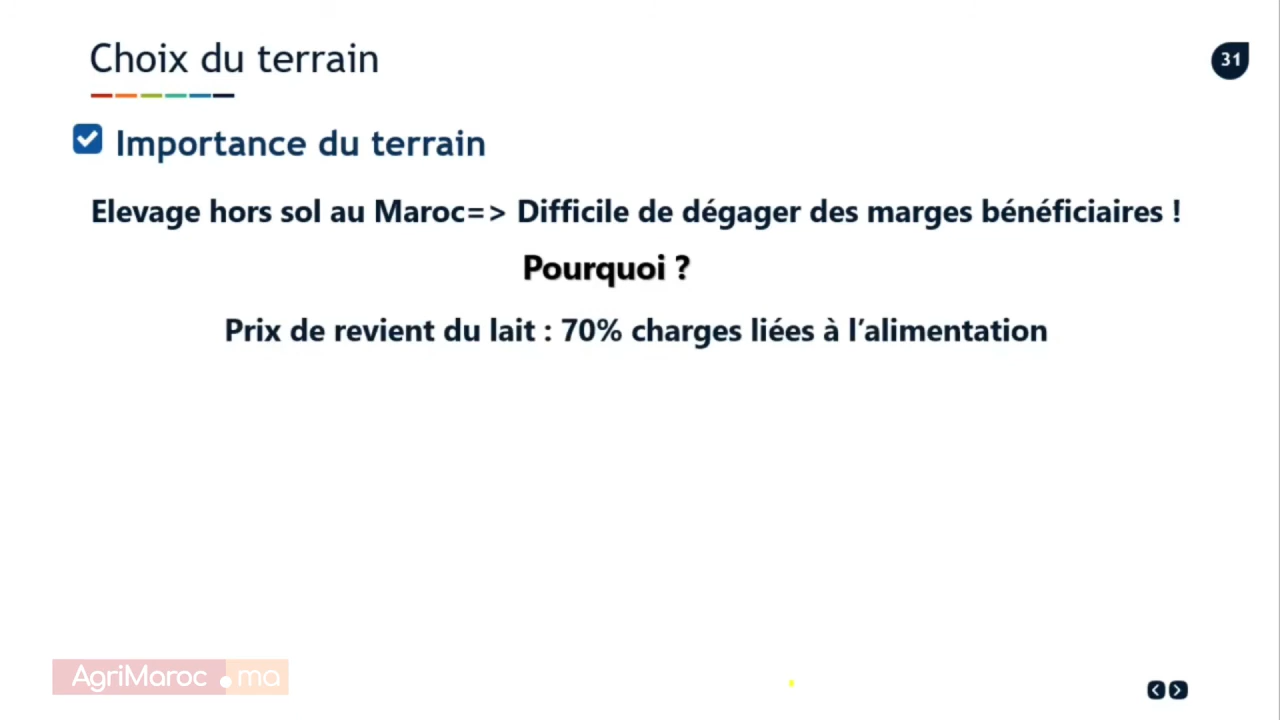 Choix du terrain
31
Importance du terrain
Elevage hors sol au Maroc=> Difficile de dégager des marges bénéficiaires !
Pourquoi ?
Prix de revient du lait : 70% charges liées à l’alimentation
AgriMaroc.ma